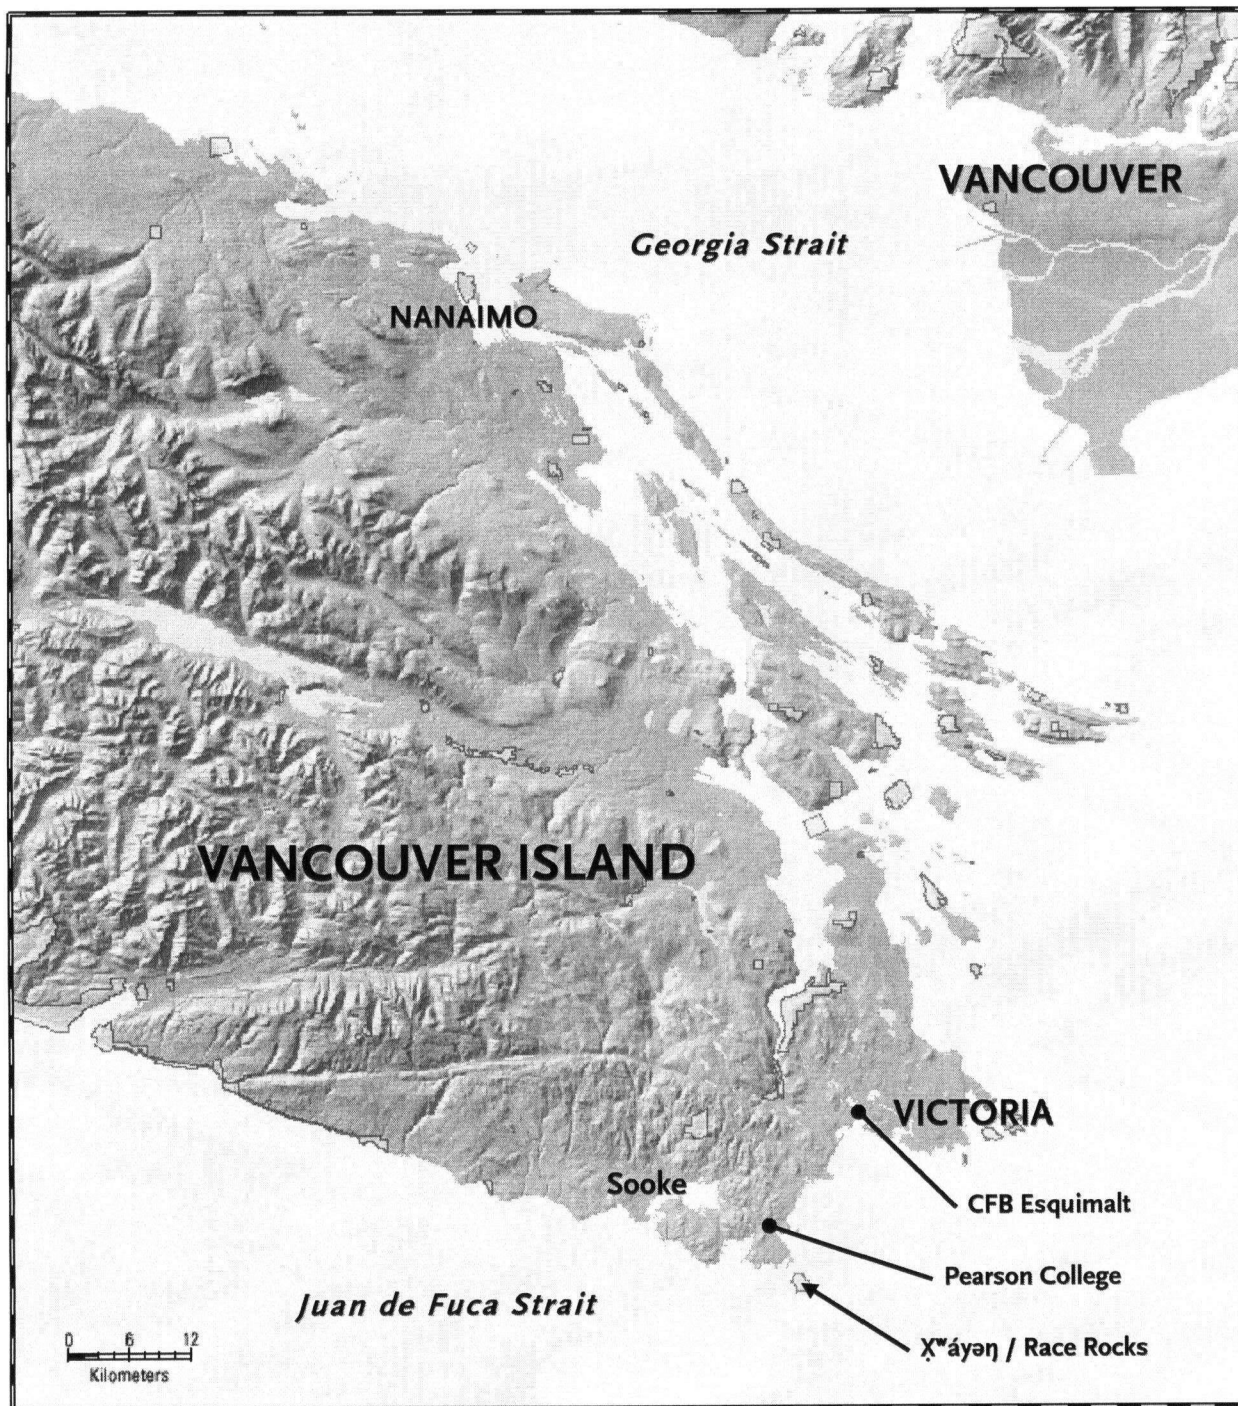 VANCOUVER
Georgia Strait
NANAIMO
VANCOUVER ISLAND
VICTORIA
Sooke
CFB Esquimalt
Pearson College
Juan de Fuca Strait
X̣ʷáyəŋ / Race Rocks
0 6 12
Kilometers